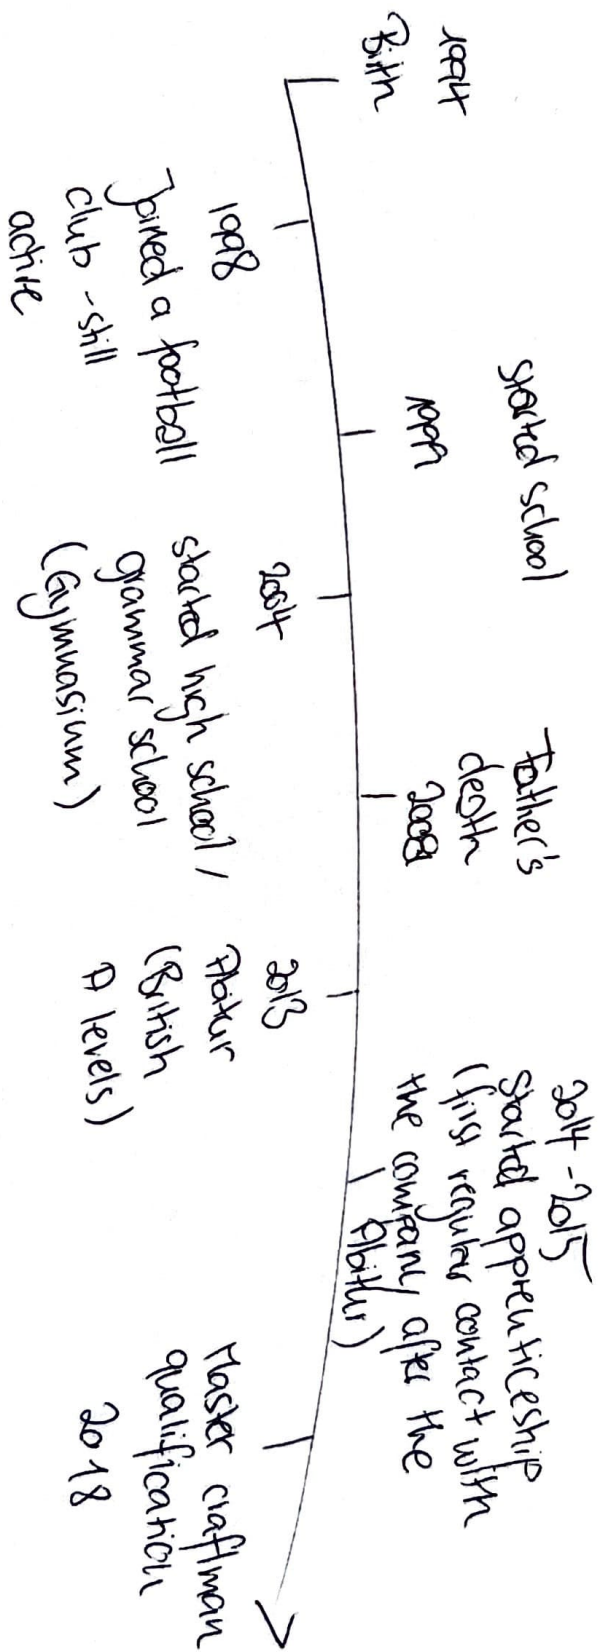 1994
Birth
1998
Joined a football
club - still
active
started school
1999
2004
started high school /
grammar school
(Gymnasium)
Father's
death
2008
2013
Abitur
(British
A levels)
2014 - 2015
Started apprenticeship
(first regular contact with
the company after the
Abitur)
Master craftman
qualification
2018